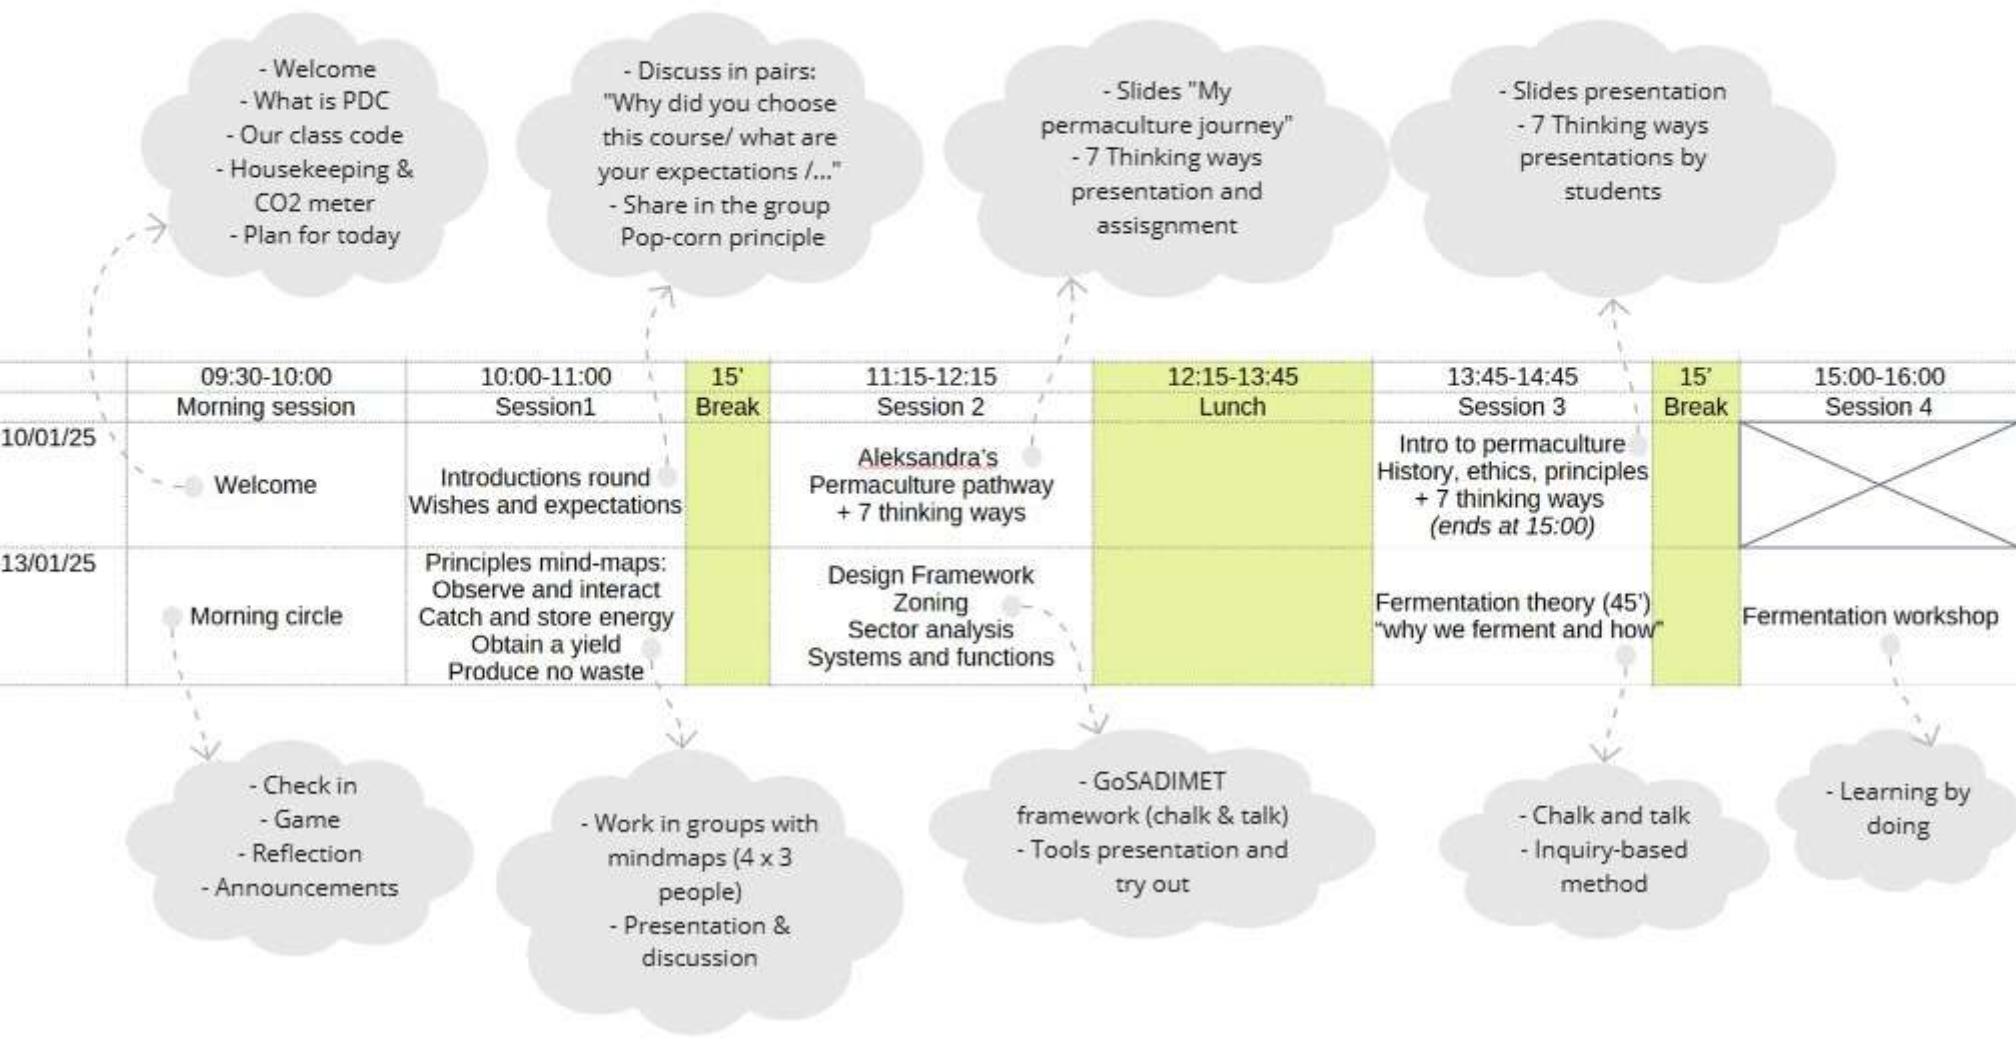 - Welcome
- What is PDC
- Our class code
- Housekeeping &
CO2 meter
- Plan for today
- Discuss in pairs:
"Why did you choose
this course/ what are
your expectations /..."
- Share in the group
Pop-corn principle
- Slides "My
permaculture journey"
- 7 Thinking ways
presentation and
assisgnment
- Slides presentation
- 7 Thinking ways
presentations by
students
09:30-10:00
10:00-11:00
15'
11:15-12:15
12:15-13:45
13:45-14:45
15'
15:00-16:00
Morning session
Session1
Break
Session 2
Lunch
Session 3
Break
Session 4
10/01/25
Welcome
Introductions round
Wishes and expectations
Aleksandra's
Permaculture pathway
+ 7 thinking ways
Intro to permaculture
History, ethics, principles
+ 7 thinking ways
(ends at 15:00)
13/01/25
Morning circle
Principles mind-maps:
Observe and interact
Catch and store energy
Obtain a yield
Produce no waste
Design Framework
Zoning
Sector analysis
Systems and functions
Fermentation theory (45')
“why we ferment and how”
Fermentation workshop
- Check in
- Game
- Reflection
- Announcements
- Work in groups with
mindmaps (4 x 3
people)
- Presentation &
discussion
- GoSADIMET
framework (chalk & talk)
- Tools presentation and
try out
- Chalk and talk
- Inquiry-based
method
- Learning by
doing